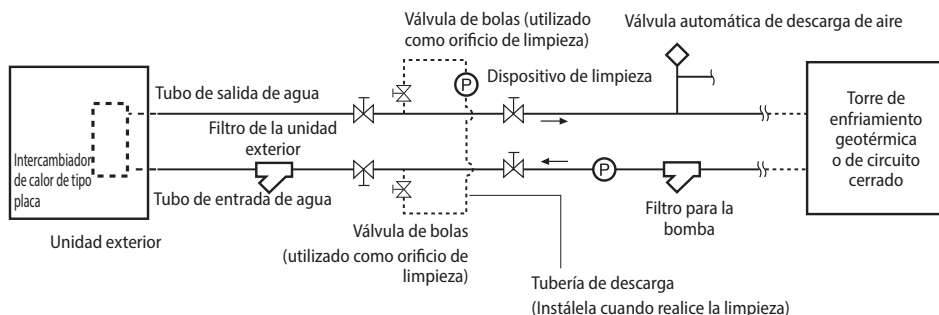 Válvula de bolas (utilizado
como orificio de limpieza)
Válvula automática de descarga de aire
P
Dispositivo de limpieza
Tubo de salida de agua
Filtro de la unidad
exterior
Intercambiador
de calor de tipo
placa
Tubo de entrada de agua
Unidad exterior
Válvula de bolas
(utilizado como orificio de
limpieza)
P
Filtro para la
bomba
Torre de
enfriamiento
geotérmica
o de circuito
cerrado
Tubería de descarga
(Instálela cuando realice la limpieza)